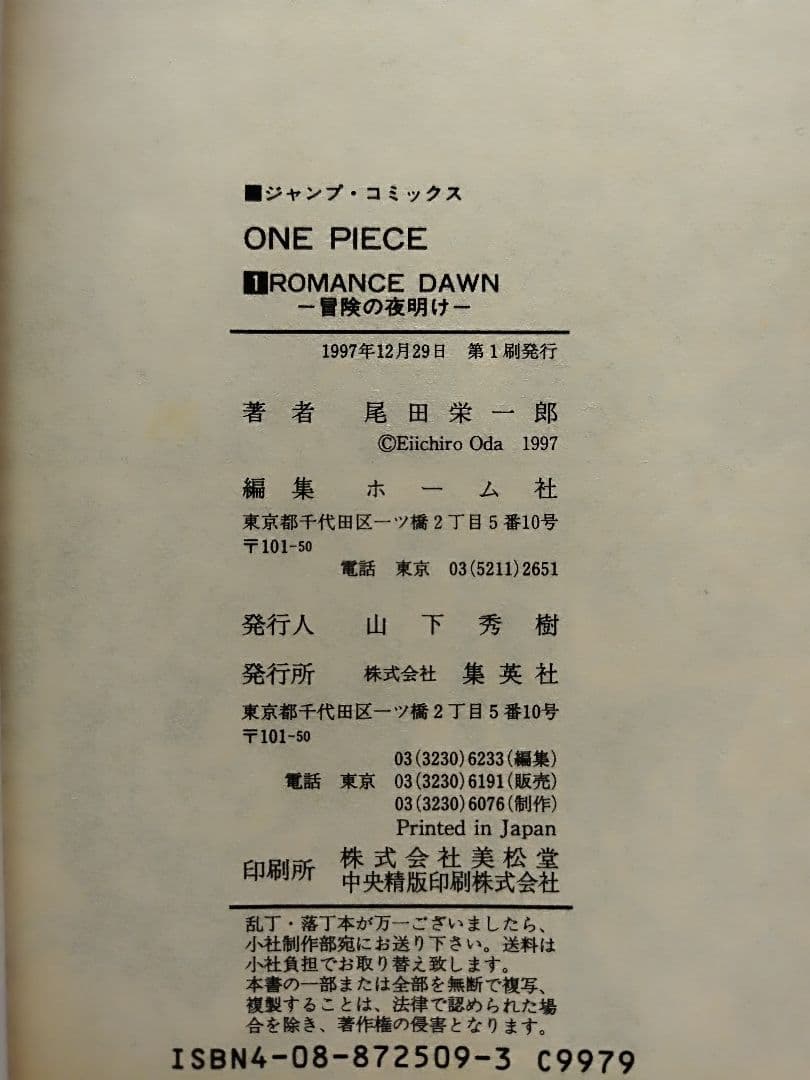 ■ジャンプ・コミックス
ONE PIECE
1 ROMANCE DAWN
—冒険の夜明け—
1997年12月29日 第1刷発行
著者 尾田栄一郎
©Eiichiro Oda 1997
編集 ホーム社
東京都千代田区一ツ橋2丁目5番10号
〒101-50
電話 東京 03(5211)2651
発行人 山下秀樹
発行所 株式会社 集英社
東京都千代田区一ツ橋2丁目5番10号
〒101-50
03(3230)6233(編集)
電話 東京 03(3230)6191(販売)
03(3230)6076(制作)
Printed in Japan
印刷所 株式会社美松堂
中央精版印刷株式会社
乱丁・落丁本が万一ございましたら、
小社制作部宛にお送り下さい。送料は
小社負担でお取り替え致します。
本書の一部または全部を無断で複写、
複製することは、法律で認められた場
合を除き、著作権の侵害となります。
ISBN4-08-872509-3 C9979